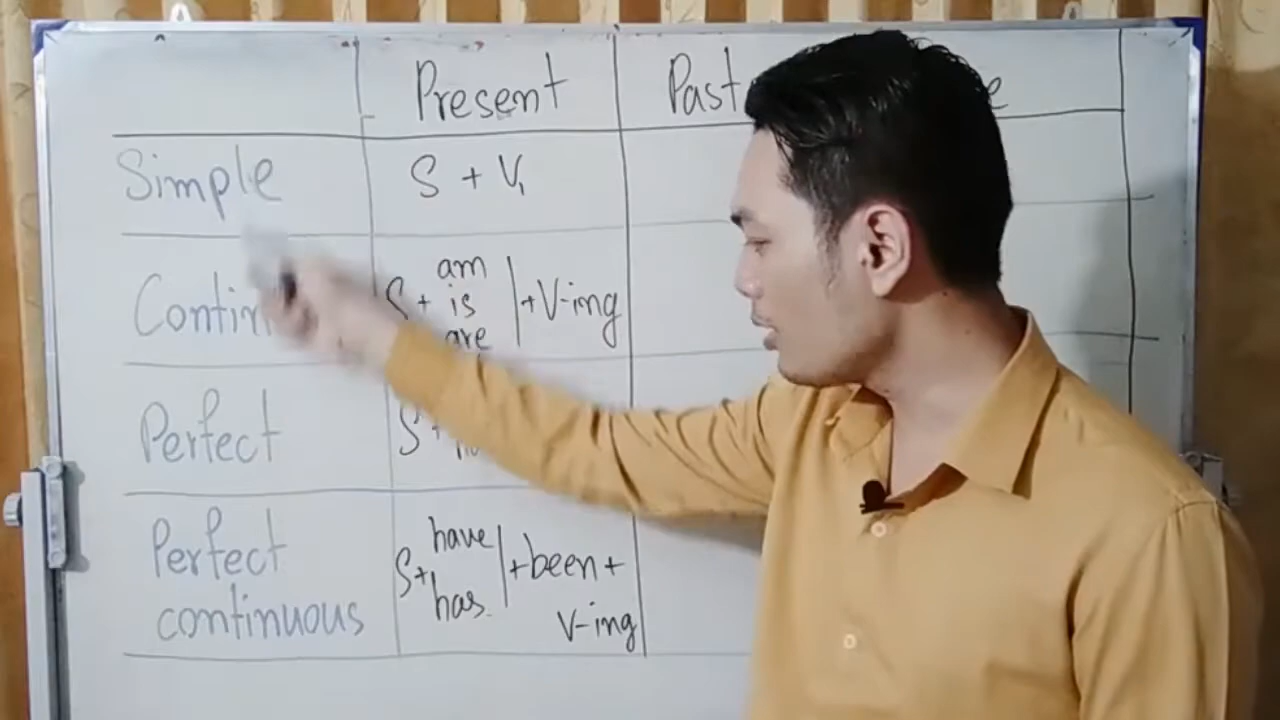 Present Past
Simple S + V₁
am
S + is + V-ing
are
Perfect S +
Perfect have
S + + been +
continuous has V-ing